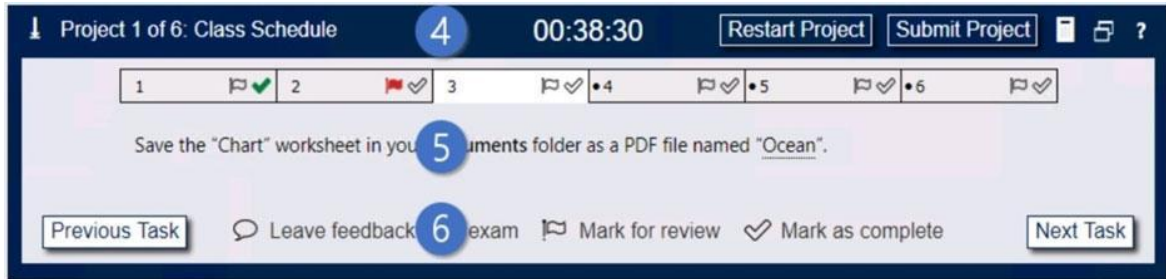 Project 1 of 6: Class Schedule 4 00:38:30 Restart Project Submit Project ?
1 2 3 •4 •5 •6
Save the "Chart" worksheet in you 5 uments folder as a PDF file named "Ocean".
Previous Task Leave feedback 6 exam Mark for review Mark as complete Next Task